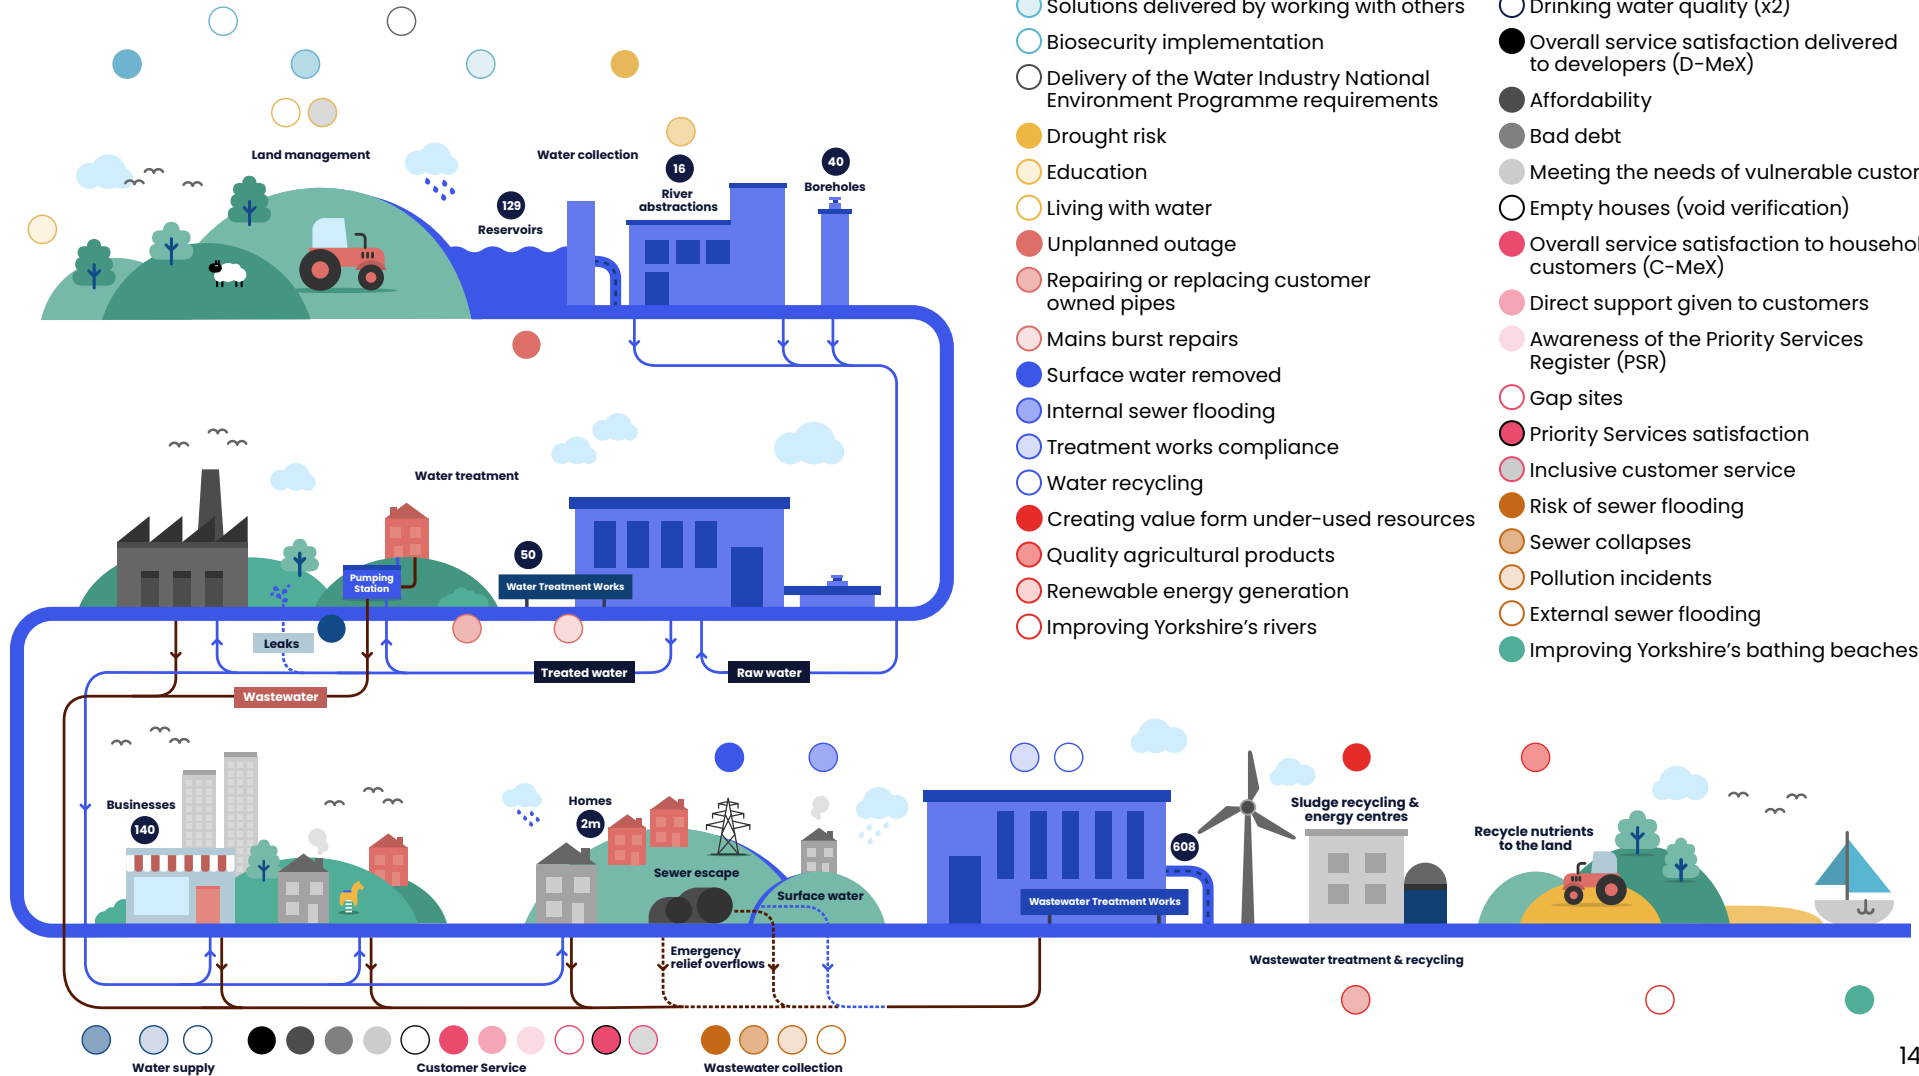 Land management
Water collection
129
Reservoirs
16
River
abstractions
40
Boreholes
Water treatment
Pumping
Station
50
Water Treatment Works
Leaks
Treated water
Raw water
Wastewater
Businesses
140
Homes
2m
Sewer escape
Surface water
Emergency
relief overflows
608
Wastewater Treatment Works
Sludge recycling &
energy centres
Recycle nutrients
to the land
Wastewater treatment & recycling
Water supply
Customer Service
Wastewater collection
Solutions delivered by working with others
Biosecurity implementation
Delivery of the Water Industry National
Environment Programme requirements
Drought risk
Education
Living with water
Unplanned outage
Repairing or replacing customer
owned pipes
Mains burst repairs
Surface water removed
Internal sewer flooding
Treatment works compliance
Water recycling
Creating value form under-used resources
Quality agricultural products
Renewable energy generation
Improving Yorkshire’s rivers
Drinking water quality (x2)
Overall service satisfaction delivered
to developers (D-MeX)
Affordability
Bad debt
Meeting the needs of vulnerable custor
Empty houses (void verification)
Overall service satisfaction to househol
customers (C-MeX)
Direct support given to customers
Awareness of the Priority Services
Register (PSR)
Gap sites
Priority Services satisfaction
Inclusive customer service
Risk of sewer flooding
Sewer collapses
Pollution incidents
External sewer flooding
Improving Yorkshire’s bathing beaches
14